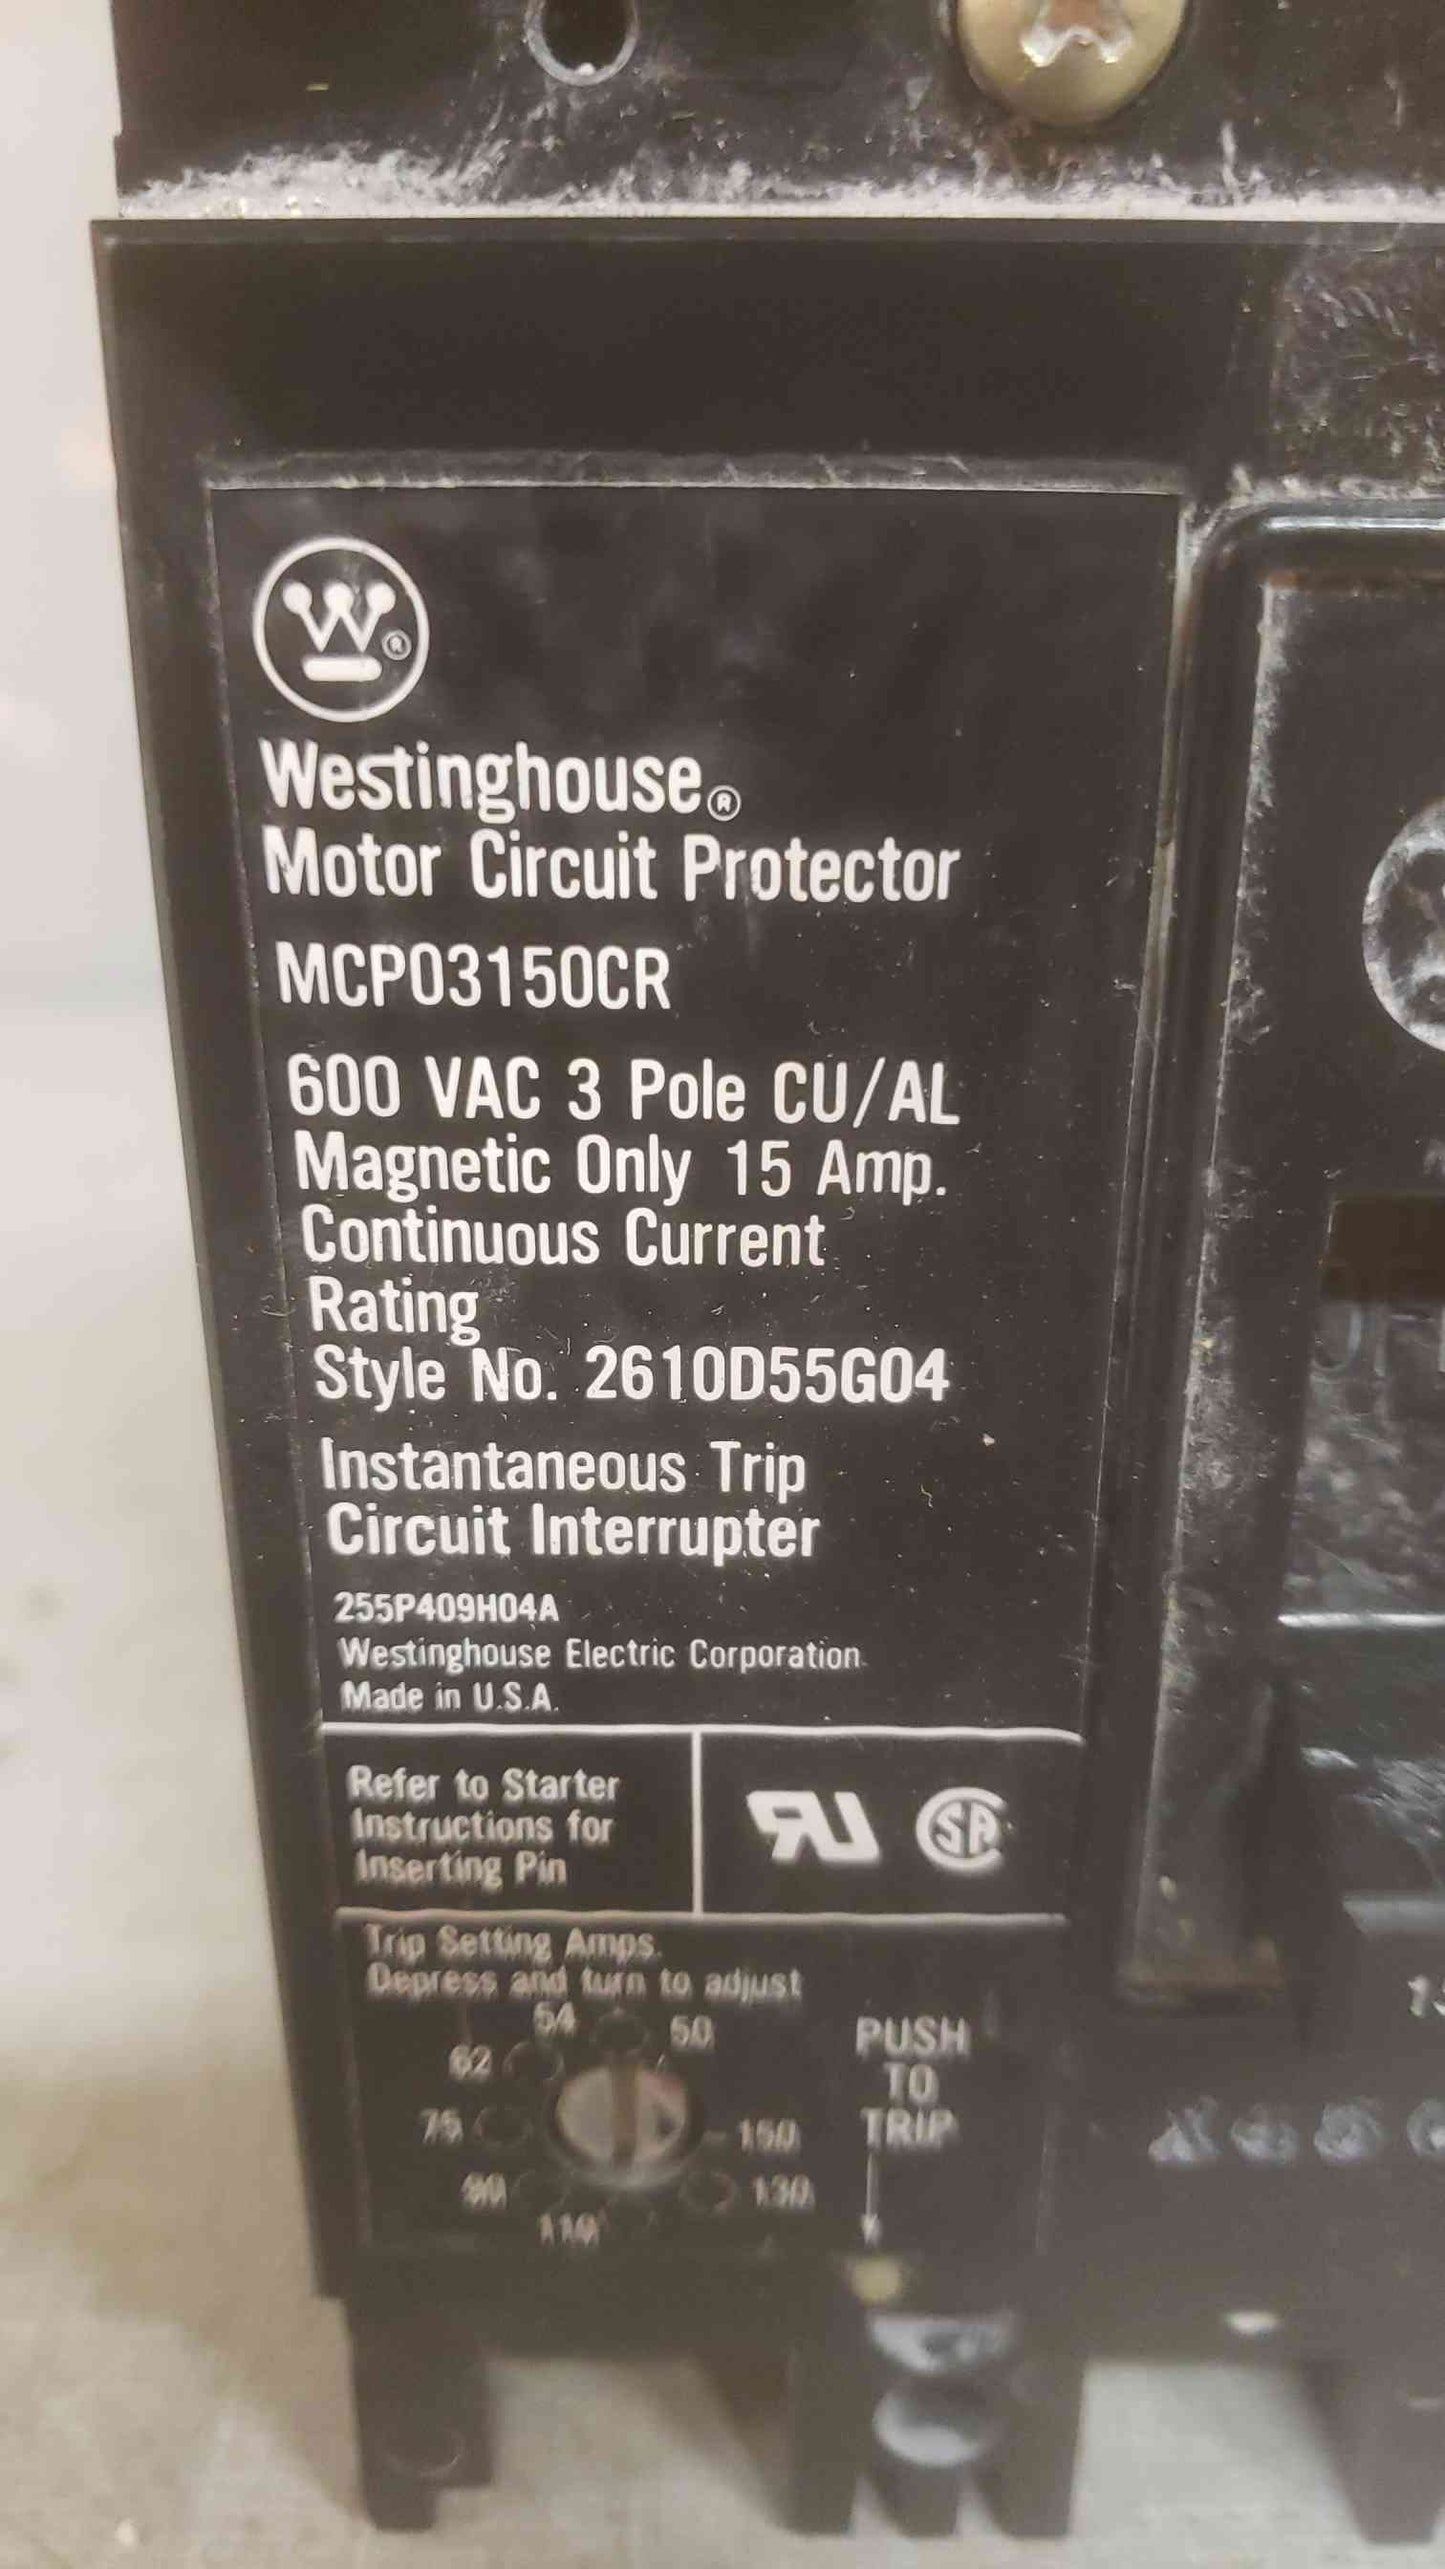 W®
Westinghouse®
Motor Circuit Protector
MCP03150CR
600 VAC 3 Pole CU/AL
Magnetic Only 15 Amp.
Continuous Current
Rating
Style No. 2610D55G04
Instantaneous Trip
Circuit Interrupter
255P409H04A
Westinghouse Electric Corporation
Made in U.S.A.
Refer to Starter
Instructions for
Inserting Pin
RU SA
Trip Setting Amps.
Depress and turn to adjust
54 50
62
75 150
90 130
110
PUSH
TO
TRIP